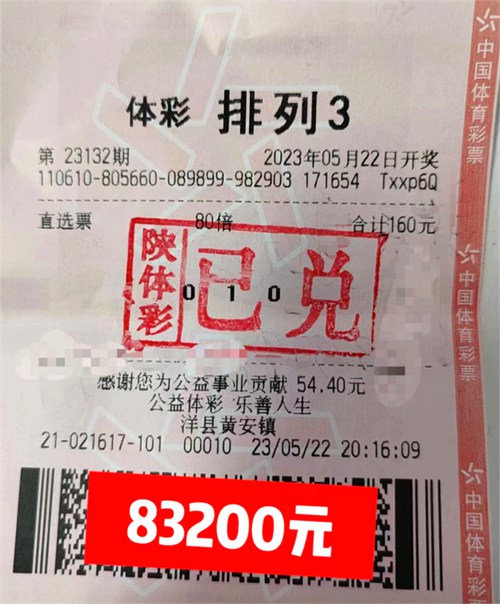 体彩 排列3
第 23132期 2023年05月22日开奖
110610-805660-089899-982903 171654 Txxp6Q
直选票 80倍 合计160元
陕体彩 已兑
0 1 0
感谢您为公益事业贡献 54.40元
公益体彩 乐善人生
洋县黄安镇
21-021617-101 00010 23/05/22 20:16:09
83200元
中国体育彩票
中国体育彩票
中国体育彩票